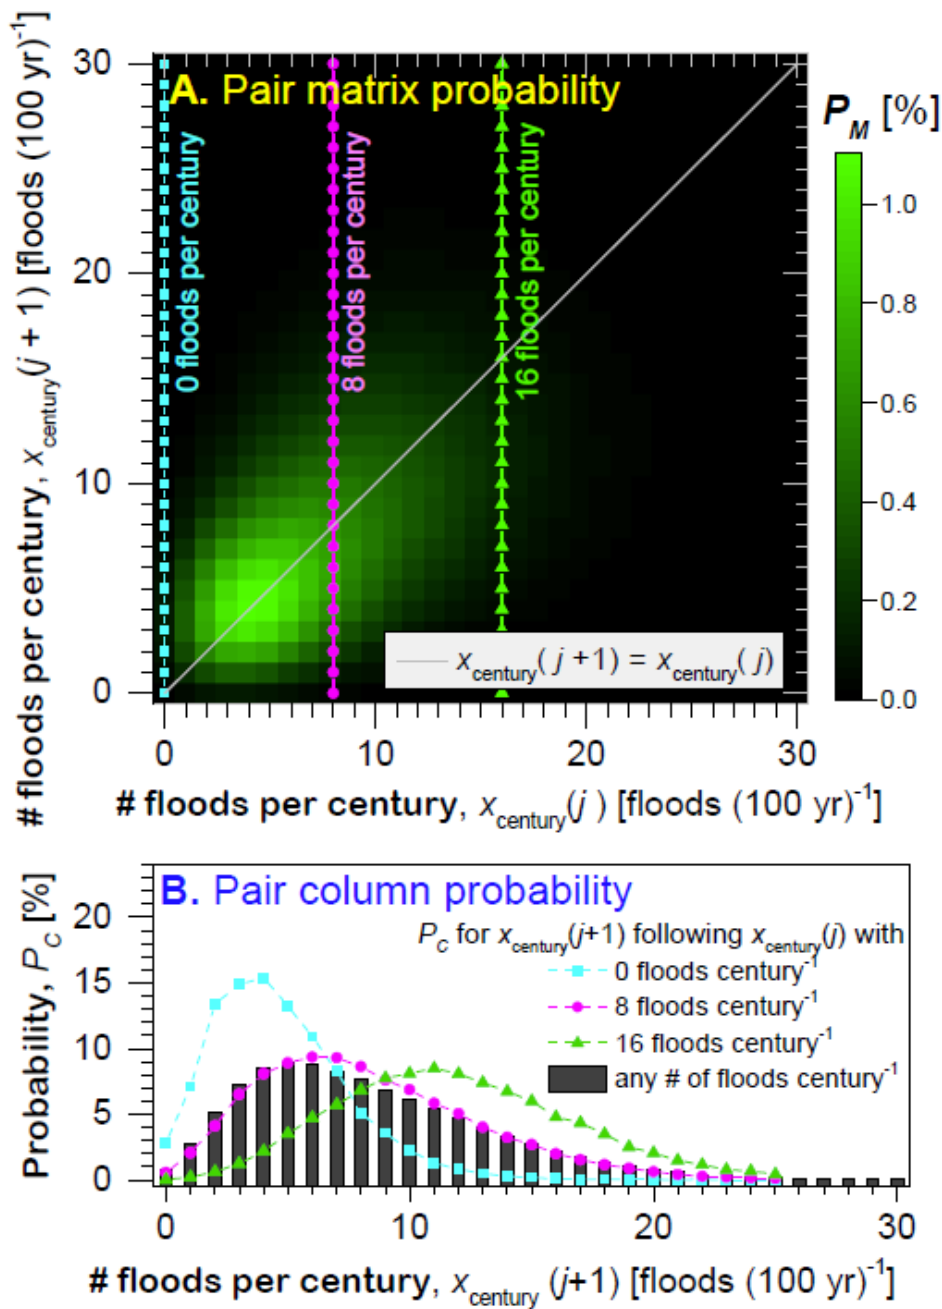 A. Pair matrix probability
P_M [%]
# floods per century, x_century(j + 1) [floods (100 yr)⁻¹]
30
20
10
0
0 floods per century
8 floods per century
16 floods per century
1.0
0.8
0.6
0.4
0.2
0.0
x_century(j+1) = x_century(j)
0 10 20 30
# floods per century, x_century(j) [floods (100 yr)⁻¹]
B. Pair column probability
Probability, P_C [%]
20
15
10
5
0
P_C for x_century(j+1) following x_century(j) with
0 floods century⁻¹
8 floods century⁻¹
16 floods century⁻¹
any # of floods century⁻¹
0 10 20 30
# floods per century, x_century (j+1) [floods (100 yr)⁻¹]